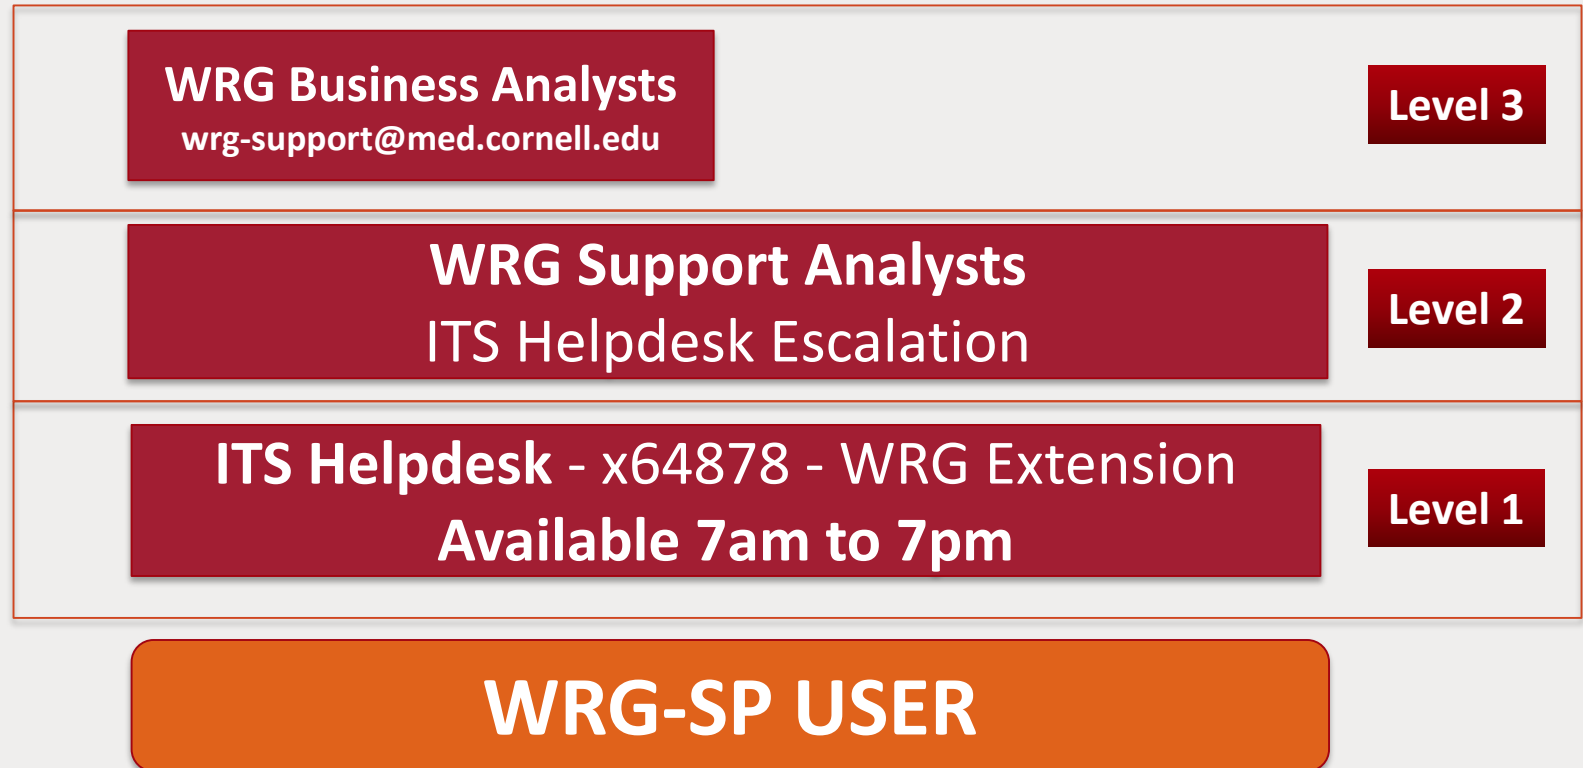 WRG Business Analysts
wrg-support@med.cornell.edu
Level 3
WRG Support Analysts
ITS Helpdesk Escalation
Level 2
ITS Helpdesk - x64878 - WRG Extension
Available 7am to 7pm
Level 1
WRG-SP USER